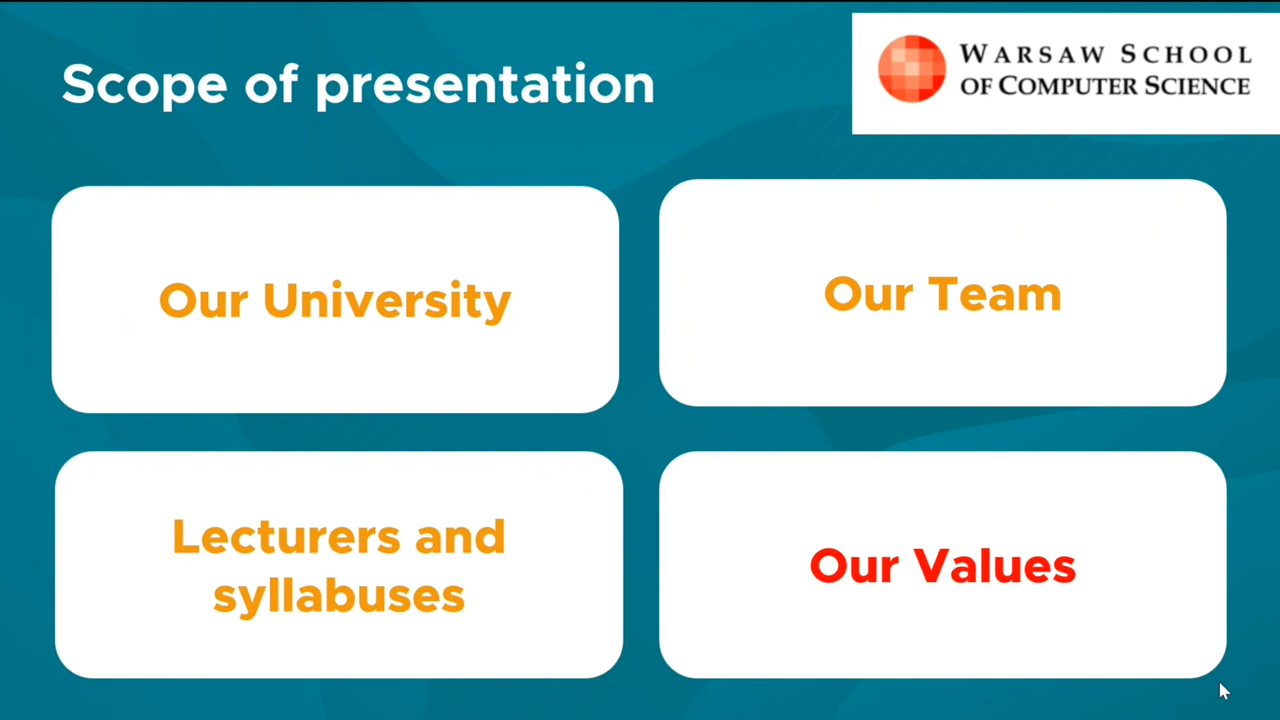 Scope of presentation
WARSAW SCHOOL
OF COMPUTER SCIENCE
Our University
Our Team
Lecturers and
syllabuses
Our Values